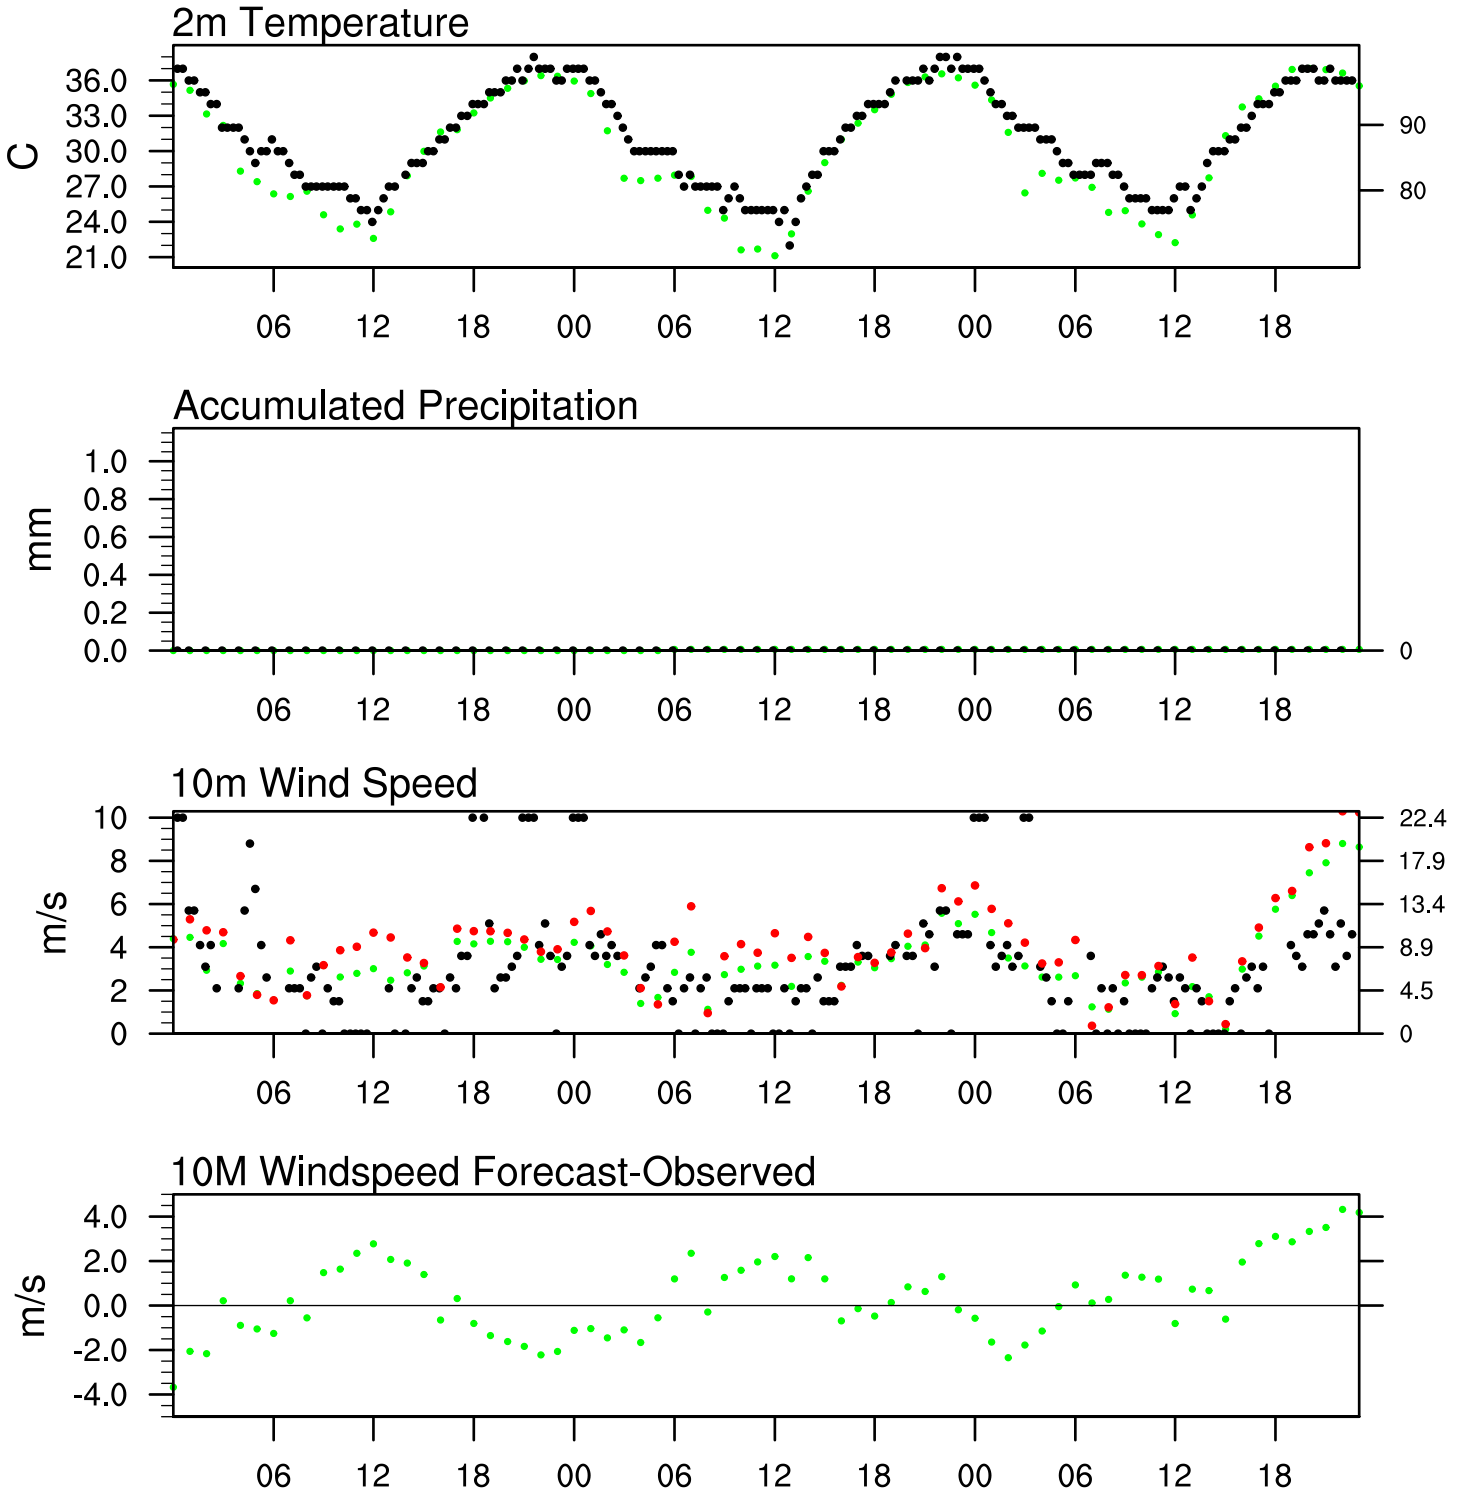 2m Temperature
36.0
33.0
30.0
27.0
24.0
21.0
C
90
80
06 12 18 00 06 12 18 00 06 12 18
Accumulated Precipitation
1.0
0.8
0.6
0.4
0.2
0.0
mm
0
06 12 18 00 06 12 18 00 06 12 18
10m Wind Speed
10
8
6
4
2
0
m/s
22.4
17.9
13.4
8.9
4.5
0
06 12 18 00 06 12 18 00 06 12 18
10M Windspeed Forecast-Observed
4.0
2.0
0.0
-2.0
-4.0
m/s
06 12 18 00 06 12 18 00 06 12 18